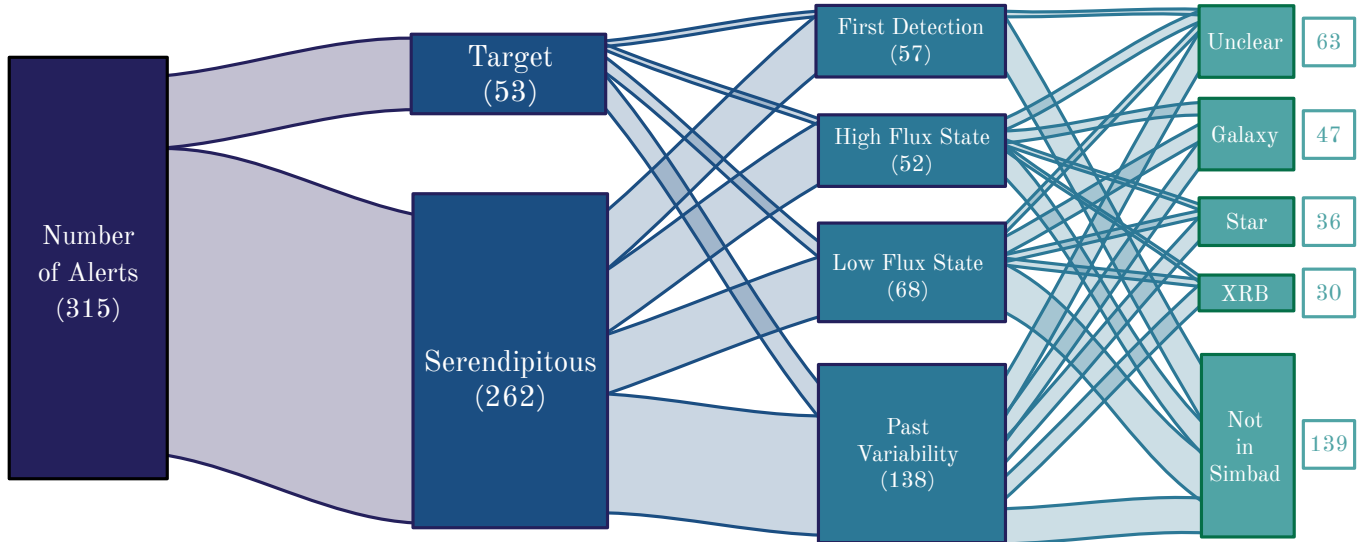 Number
of Alerts
(315)
Target
(53)
Serendipitous
(262)
First Detection
(57)
High Flux State
(52)
Low Flux State
(68)
Past
Variability
(138)
Unclear
63
Galaxy
47
Star
36
XRB
30
Not
in
Simbad
139